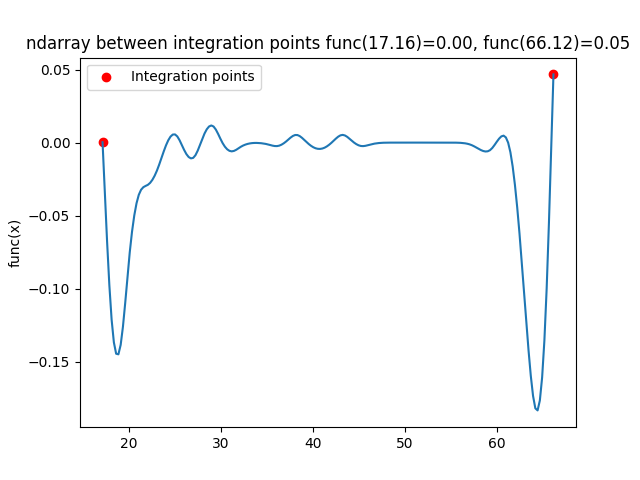 ndarray between integration points func(17.16)=0.00, func(66.12)=0.05
Integration points
func(x)
0.05
0.00
−0.05
−0.10
−0.15
20 30 40 50 60